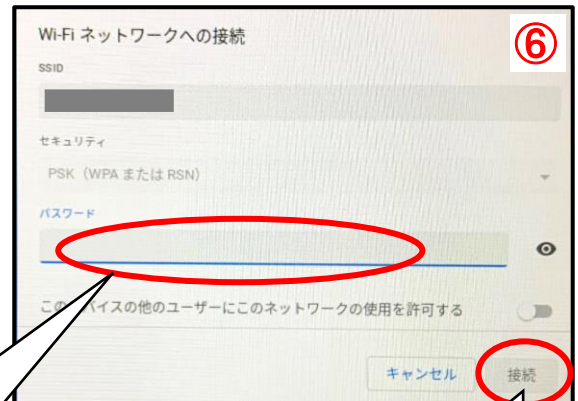 Wi-Fi ネットワークへの接続
⑥
SSID
セキュリティ
PSK（WPA または RSN）
パスワード
このデバイスの他のユーザーにこのネットワークの使用を許可する
キャンセル
接続